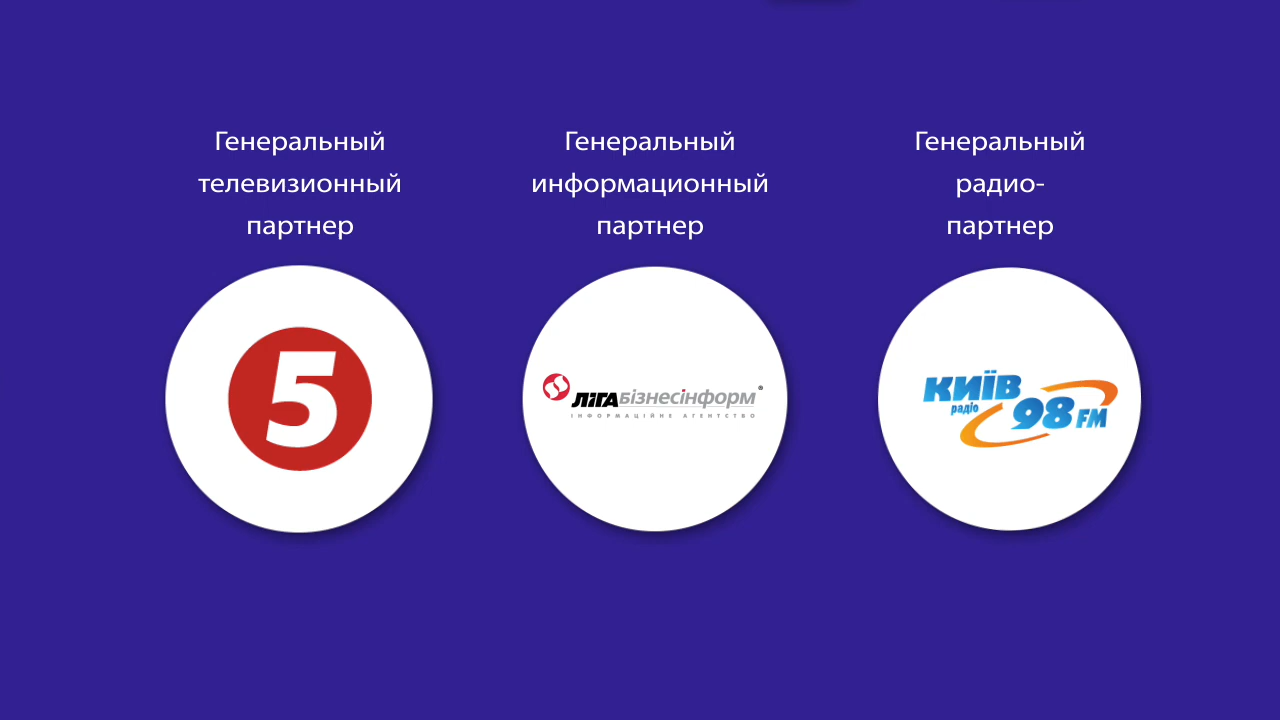 Генеральный
телевизионный
партнер
5
Генеральный
информационный
партнер
ЛІГАБІЗНЕСІНФОРМ ®
ІНФОРМАЦІЙНЕ АГЕНТСТВО
Генеральный
радио-
партнер
КИЇВ
радіо
98 FM